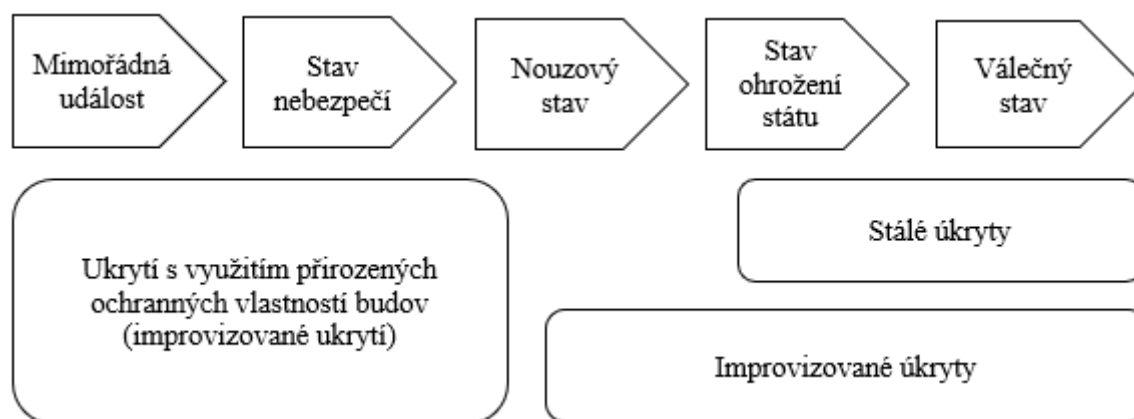 Mimořádná
událost
Stav
nebezpečí
Nouzový
stav
Stav
ohrožení
státu
Válečný
stav
Ukrytí s využitím přirozených
ochranných vlastností budov
(improvizované ukrytí)
Stálé úkryty
Improvizované úkryty